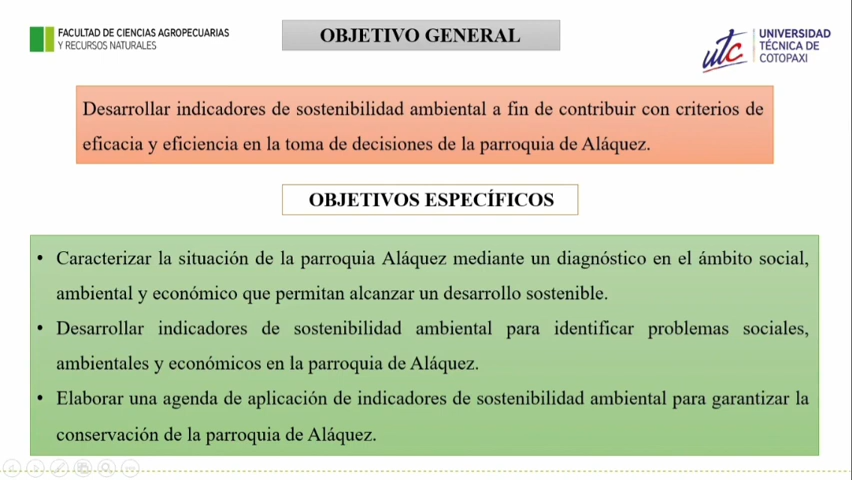 FACULTAD DE CIENCIAS AGROPECUARIAS
Y RECURSOS NATURALES
OBJETIVO GENERAL
utc
UNIVERSIDAD
TÉCNICA DE
COTOPAXI
Desarrollar indicadores de sostenibilidad ambiental a fin de contribuir con criterios de
eficacia y eficiencia en la toma de decisiones de la parroquia de Aláquez.
OBJETIVOS ESPECÍFICOS
• Caracterizar la situación de la parroquia Aláquez mediante un diagnóstico en el ámbito social,
ambiental y económico que permitan alcanzar un desarrollo sostenible.
• Desarrollar indicadores de sostenibilidad ambiental para identificar problemas sociales,
ambientales y económicos en la parroquia de Aláquez.
• Elaborar una agenda de aplicación de indicadores de sostenibilidad ambiental para garantizar la
conservación de la parroquia de Aláquez.